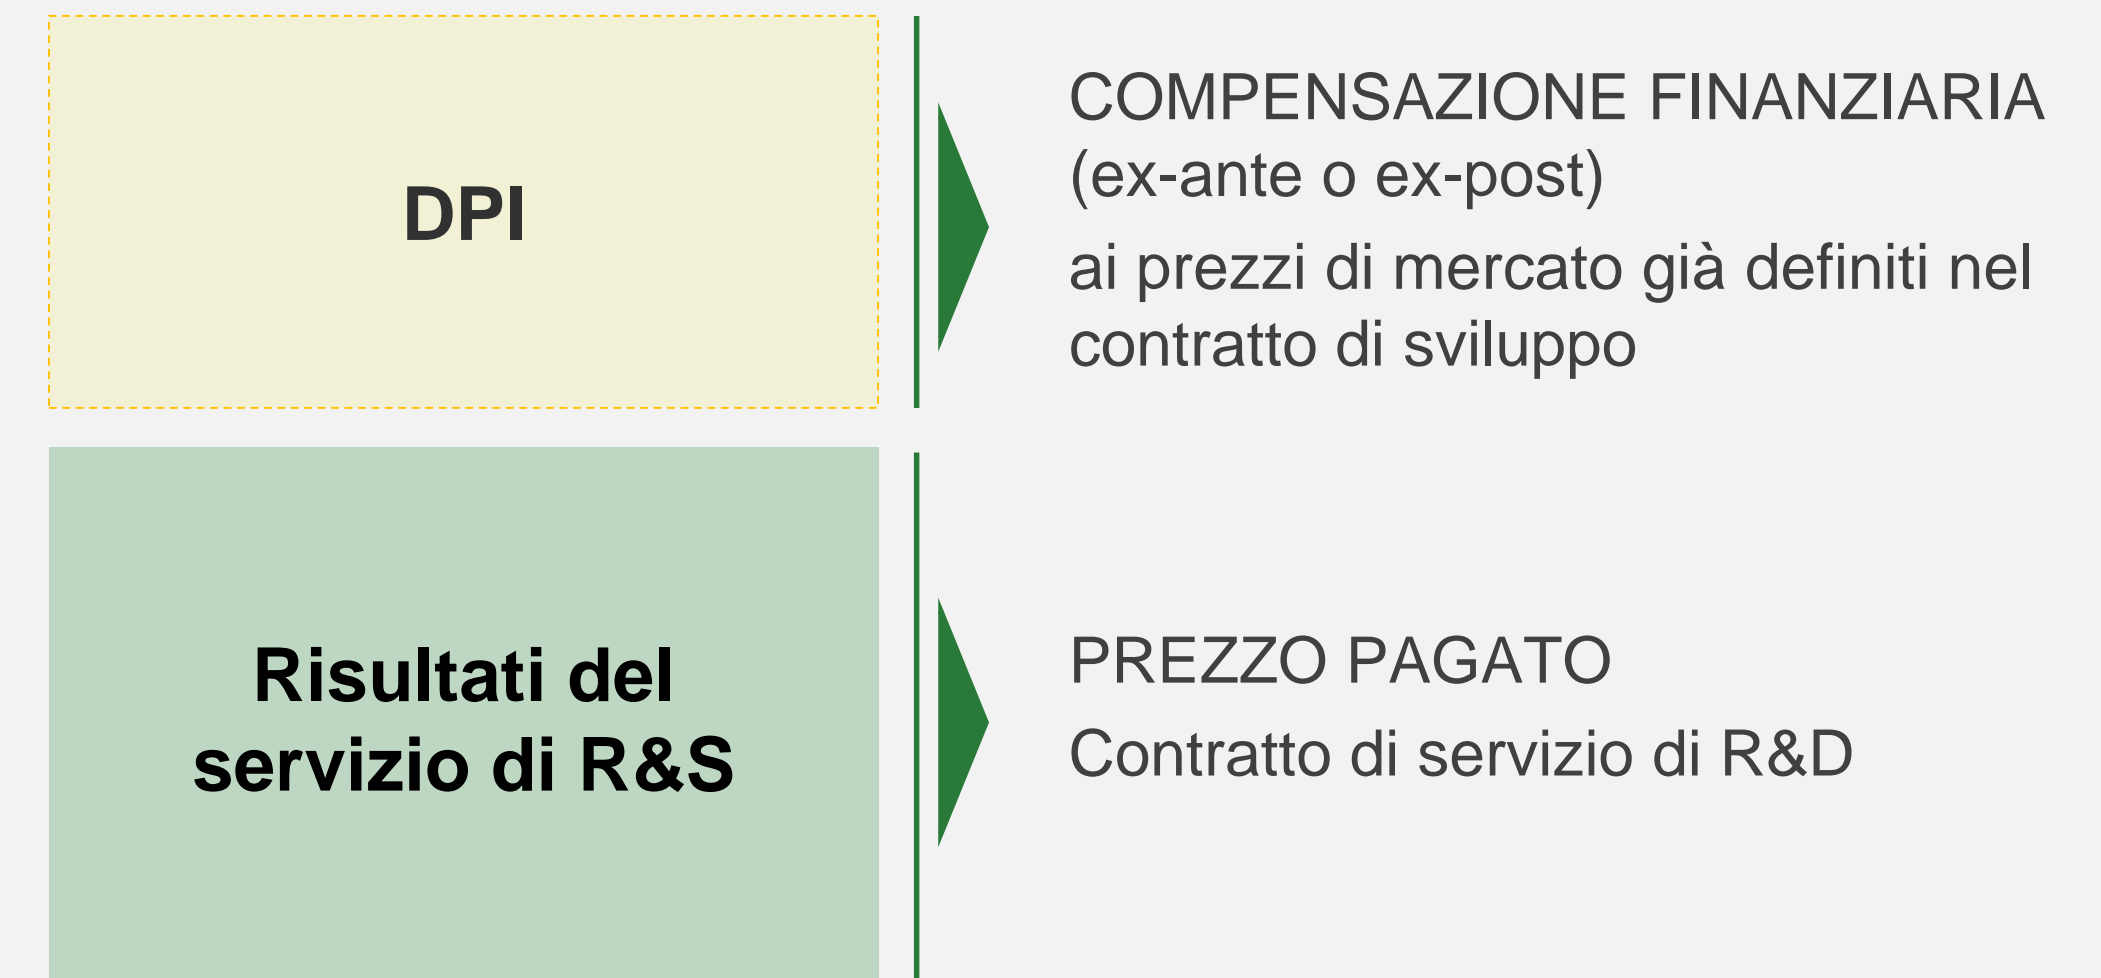 DPI
COMPENSAZIONE FINANZIARIA
(ex-ante o ex-post)
ai prezzi di mercato già definiti nel
contratto di sviluppo
Risultati del
servizio di R&S
PREZZO PAGATO
Contratto di servizio di R&D